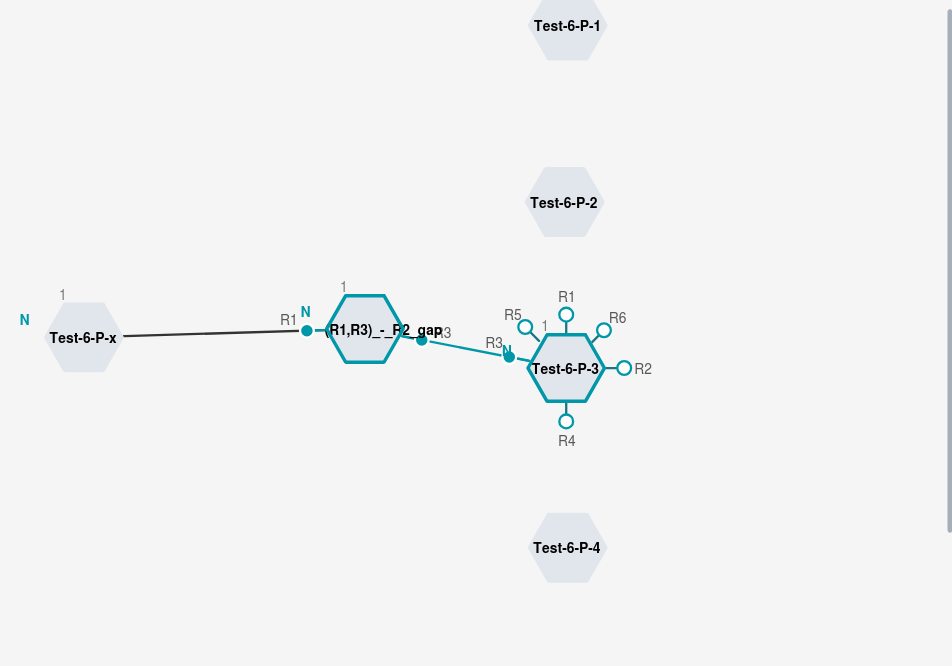 Test-6-P-1
Test-6-P-2
1
N
Test-6-P-x
R1
N
1
(R1,R3)_-_R2_gap
R3
R3
N
1
R5
R1
R6
Test-6-P-3
R2
R4
Test-6-P-4